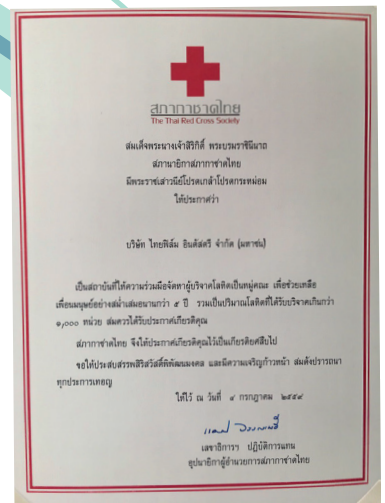 สภากาชาดไทย
The Thai Red Cross Society
สมเด็จพระนางเจ้าสิริกิติ์ พระบรมราชินีนาถ
สภานายิกาสภากาชาดไทย
มีพระราชเสาวนีย์โปรดเกล้าโปรดกระหม่อม
ให้ประกาศว่า
บริษัท ไทยฟิล์ม อินดัสตรี จำกัด (มหาชน)
เป็นสถาบันที่ให้ความร่วมมือจัดหาผู้บริจาคโลหิตเป็นหมู่คณะ เพื่อช่วยเหลือ
เพื่อนมนุษย์อย่างสม่ำเสมอนานกว่า ๕ ปี รวมเป็นปริมาณโลหิตที่ได้รับบริจาคเกินกว่า
๑,๐๐๐ หน่วย สมควรได้รับประกาศเกียรติคุณ
สภากาชาดไทย จึงให้ประกาศเกียรติคุณไว้เป็นเกียรติยศสืบไป
ขอให้ประสบสรรพสิริสวัสดิ์พิพัฒนมงคล และมีความเจริญก้าวหน้า สมดังปรารถนา
ทุกประการเทอญ
ให้ไว้ ณ วันที่ ๔ กรกฎาคม ๒๕๕๙
เลขาธิการฯ ปฏิบัติการแทน
อุปนายิกาผู้อำนวยการสภากาชาดไทย